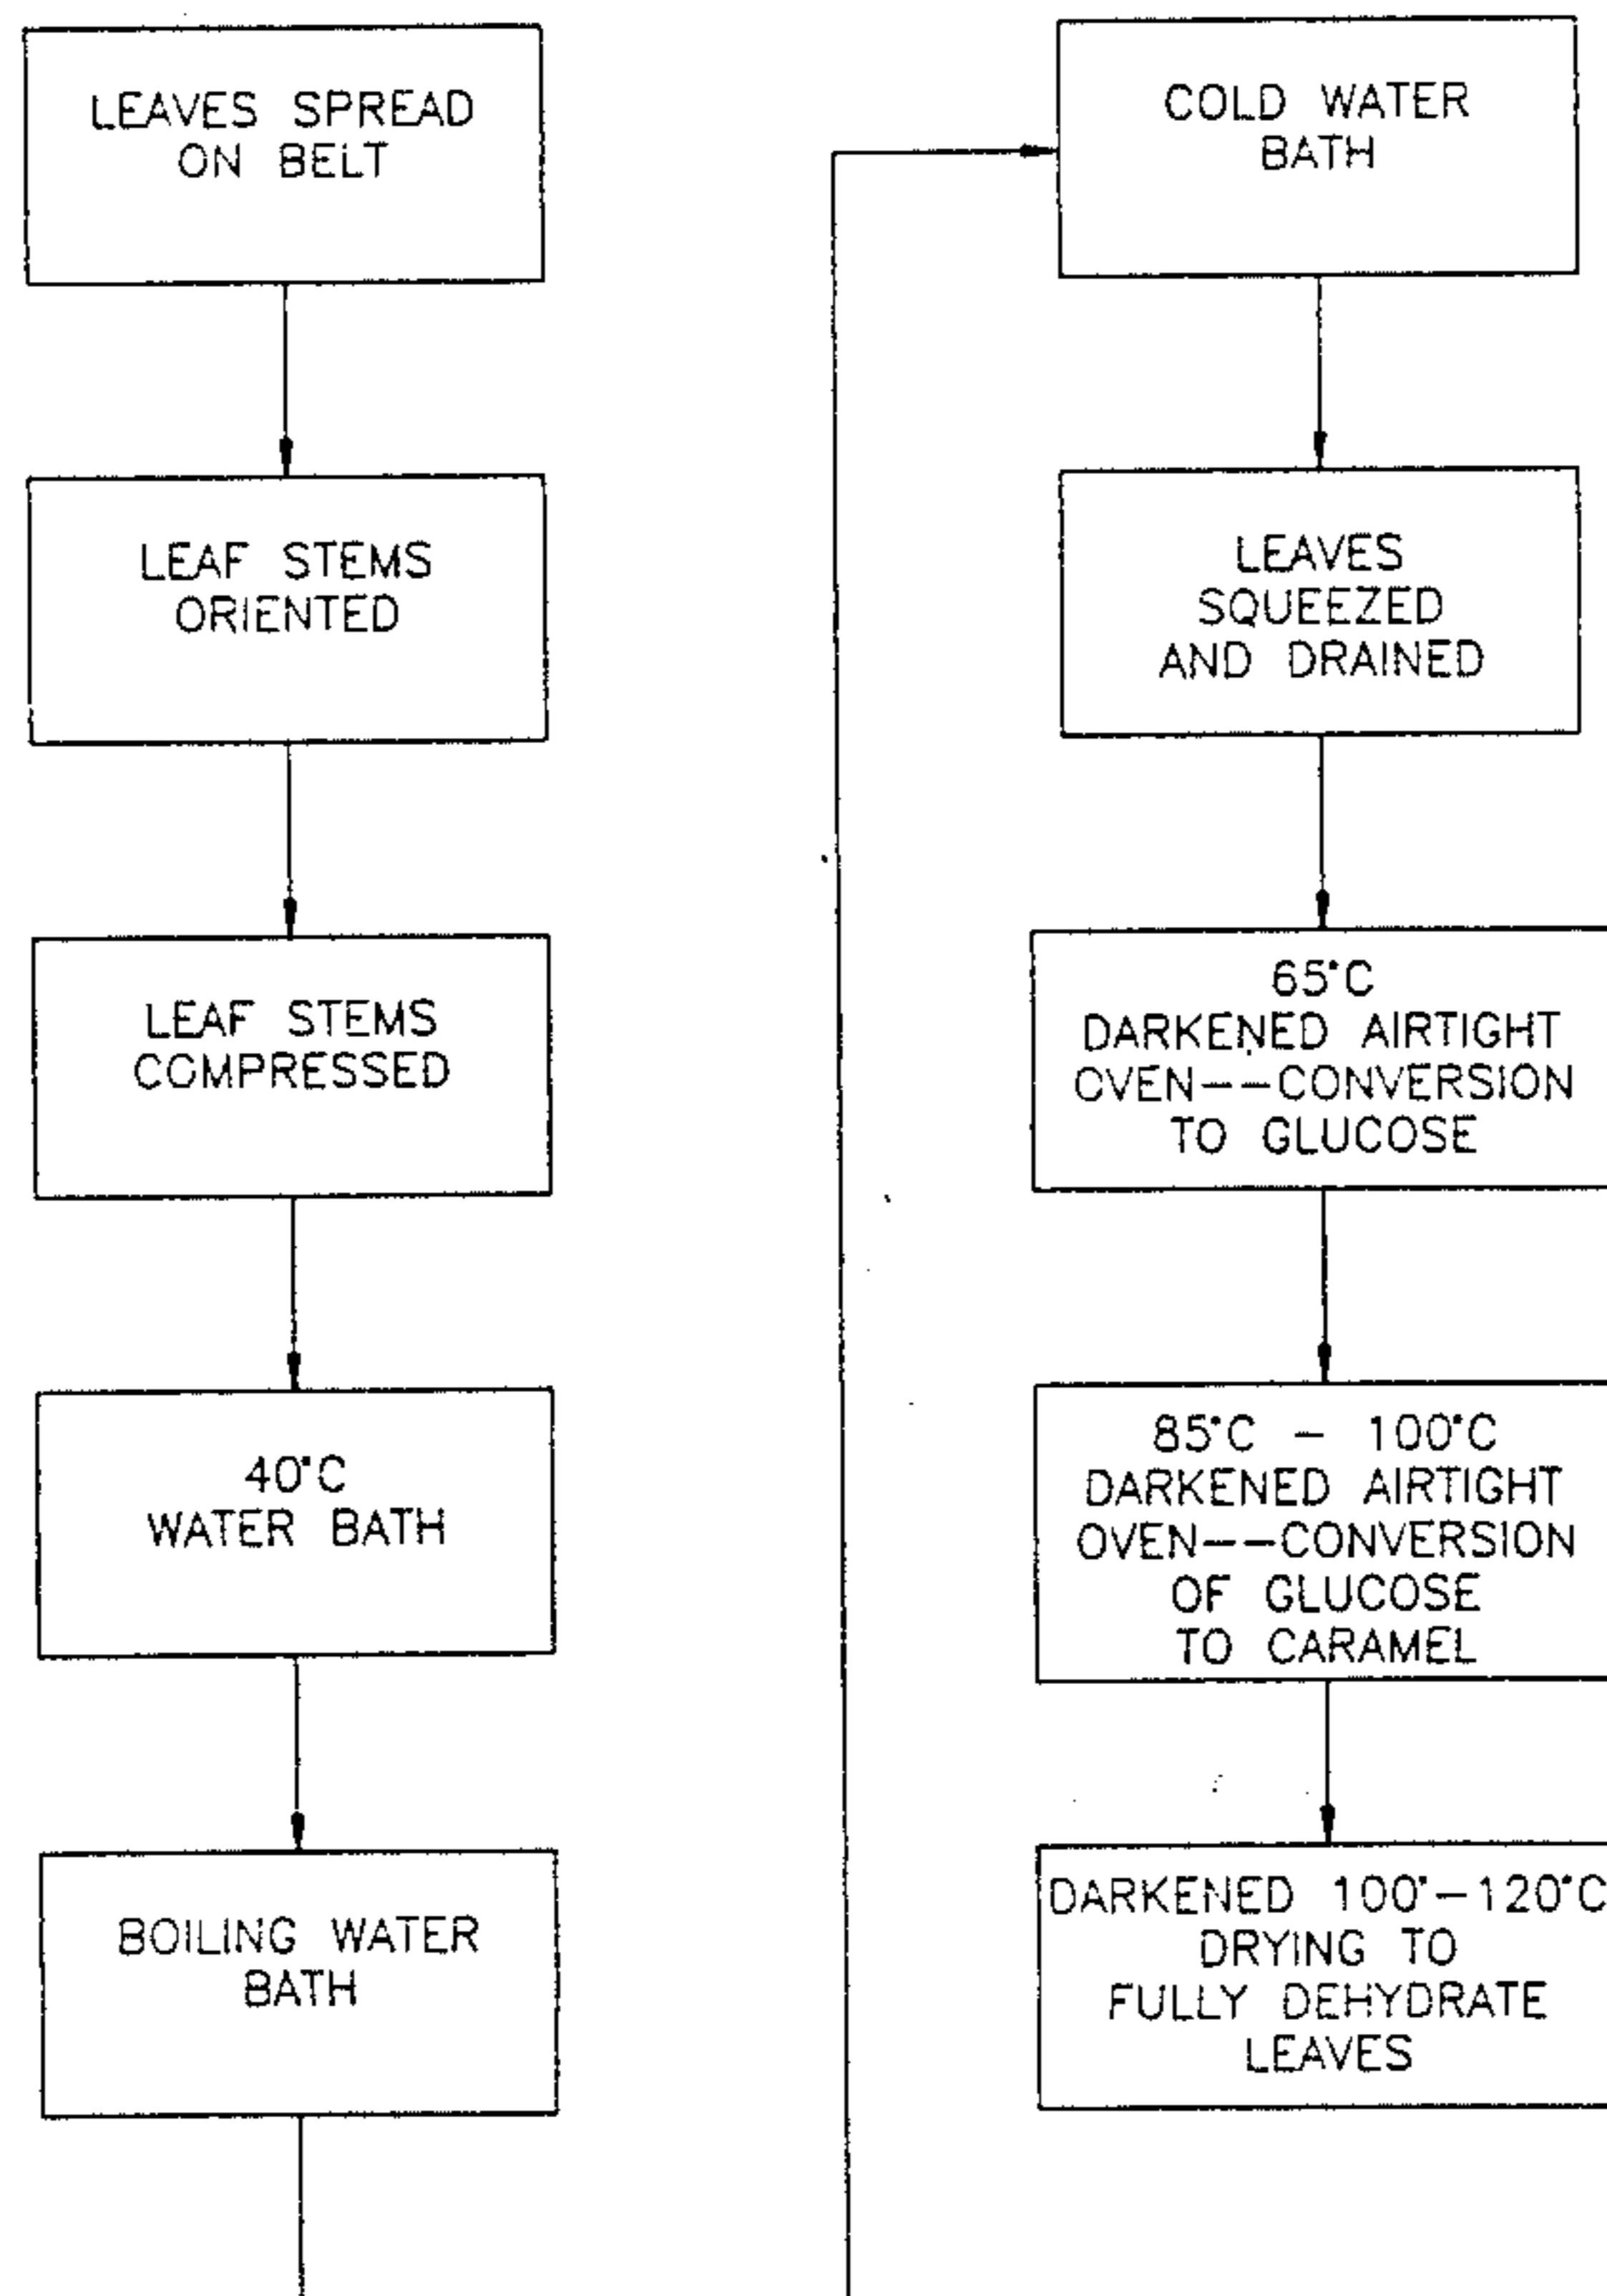 LEAVES SPREAD
ON BELT
LEAF STEMS
ORIENTED
LEAF STEMS
COMPRESSED
40°C
WATER BATH
BOILING WATER
BATH
COLD WATER
BATH
LEAVES
SQUEEZED
AND DRAINED
65°C
DARKENED AIRTIGHT
OVEN--CONVERSION
TO GLUCOSE
85°C - 100°C
DARKENED AIRTIGHT
OVEN--CONVERSION
OF GLUCOSE
TO CARAMEL
DARKENED 100°-120°C
DRYING TO
FULLY DEHYDRATE
LEAVES